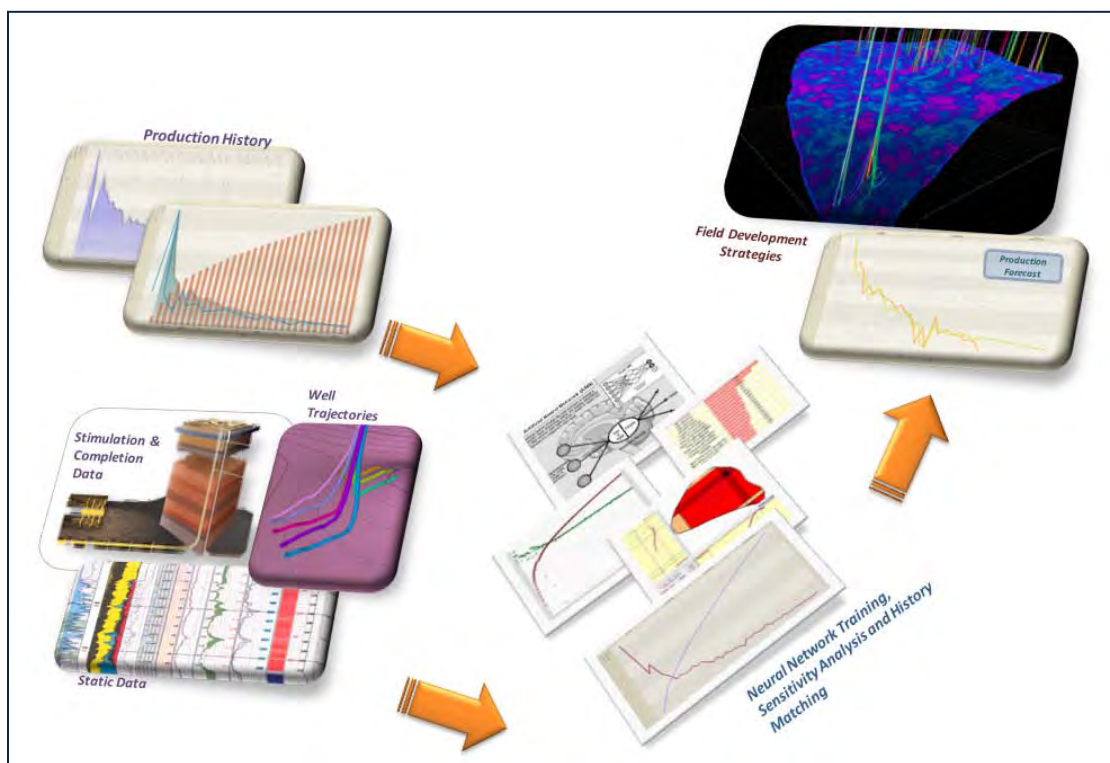 Production History
Field Development
Strategies
Production
Forecast
Well
Trajectories
Stimulation &
Completion
Data
Static Data
Neural Network Training,
Sensitivity Analysis and History
Matching